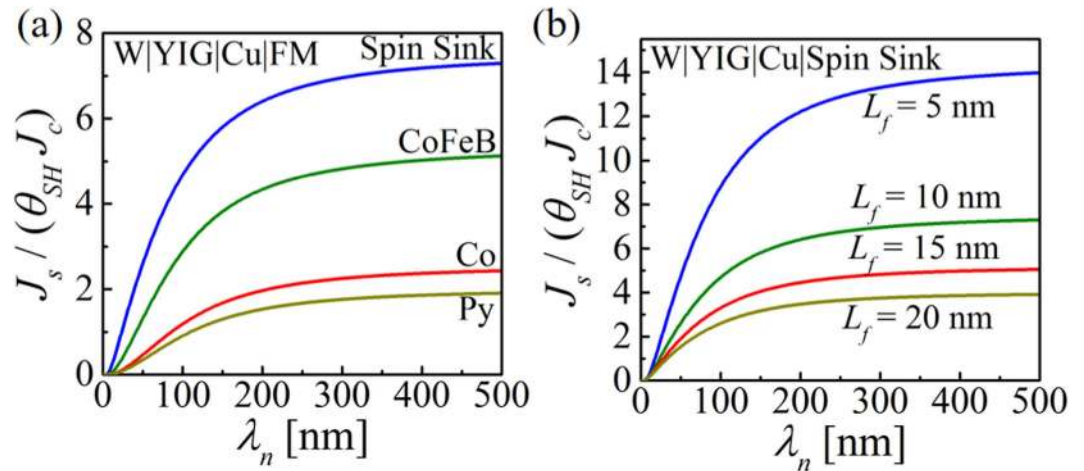 (a)
W|YIG|Cu|FM
Spin Sink
CoFeB
Co
Py
8
6
4
2
0
0 100 200 300 400 500
J_s / (θ_SH J_c)
λ_n [nm]
(b)
W|YIG|Cu|Spin Sink
L_f = 5 nm
L_f = 10 nm
L_f = 15 nm
L_f = 20 nm
14
12
10
8
6
4
2
0
0 100 200 300 400 500
J_s / (θ_SH J_c)
λ_n [nm]